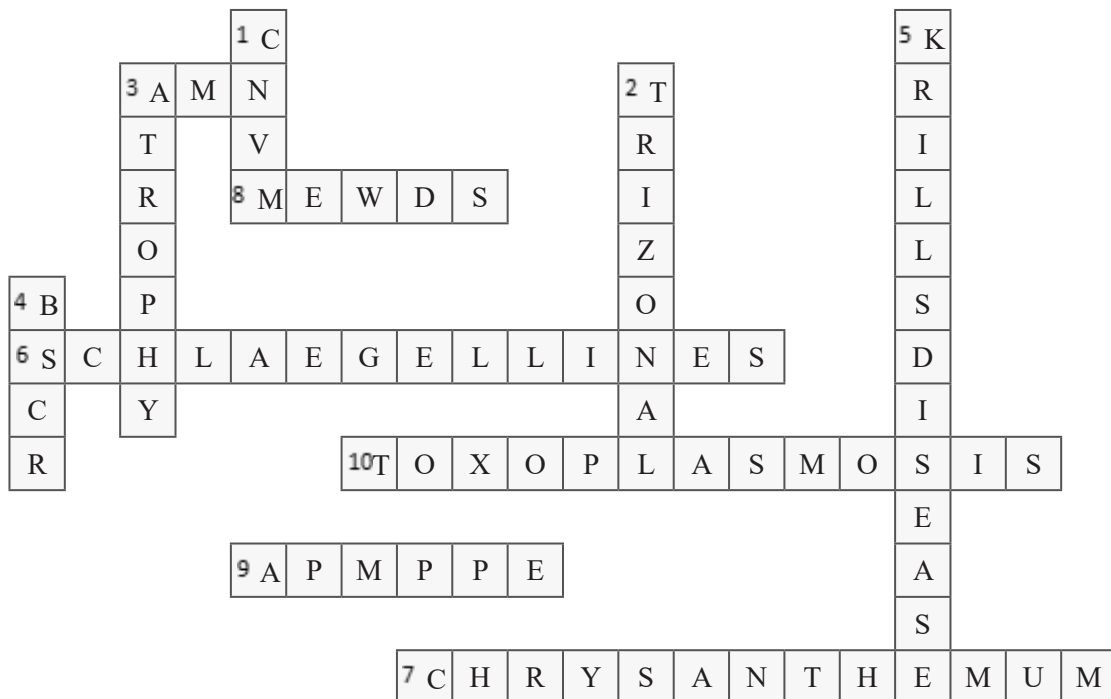 1 C 5 K
3 A M N 2 T R
T V R I
R 8 M E W D S I L
O Z L
4 B P O S
6 S C H L A E G E L L I N E S D
C Y A I
R 10 T O X O P L A S M O S I S
E
9 A P M P P E A
S
7 C H R Y S A N T H E M U M